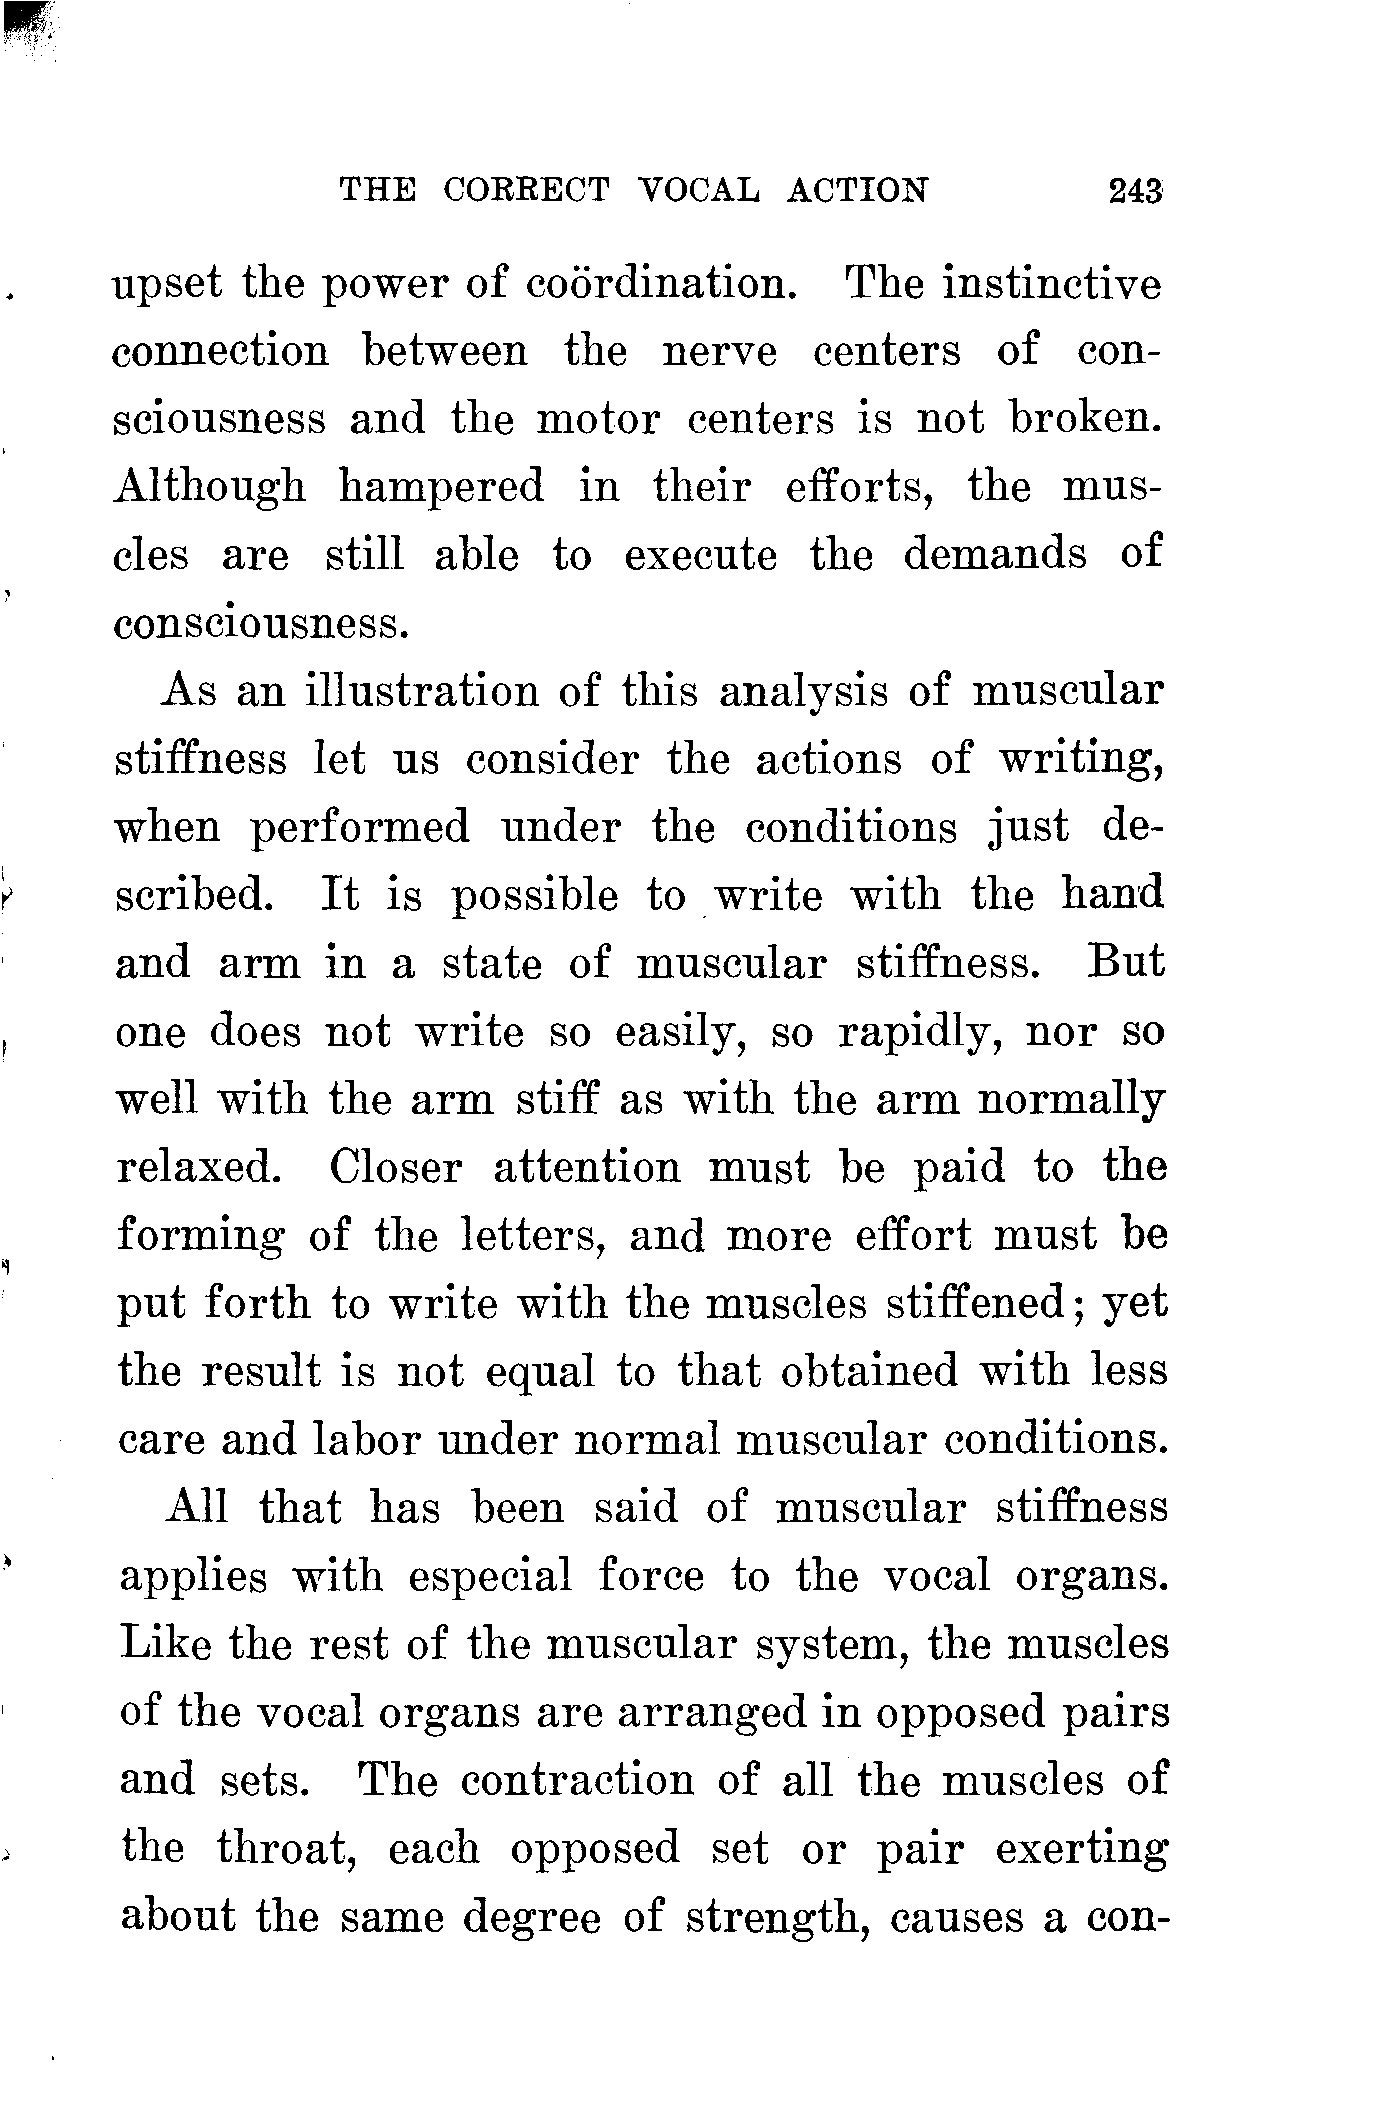 THE CORRECT VOCAL ACTION 243
upset the power of coördination. The instinctive
connection between the nerve centers of con-
sciousness and the motor centers is not broken.
Although hampered in their efforts, the mus-
cles are still able to execute the demands of
consciousness.
As an illustration of this analysis of muscular
stiffness let us consider the actions of writing,
when performed under the conditions just de-
scribed. It is possible to write with the hand
and arm in a state of muscular stiffness. But
one does not write so easily, so rapidly, nor so
well with the arm stiff as with the arm normally
relaxed. Closer attention must be paid to the
forming of the letters, and more effort must be
put forth to write with the muscles stiffened; yet
the result is not equal to that obtained with less
care and labor under normal muscular conditions.
All that has been said of muscular stiffness
applies with especial force to the vocal organs.
Like the rest of the muscular system, the muscles
of the vocal organs are arranged in opposed pairs
and sets. The contraction of all the muscles of
the throat, each opposed set or pair exerting
about the same degree of strength, causes a con-